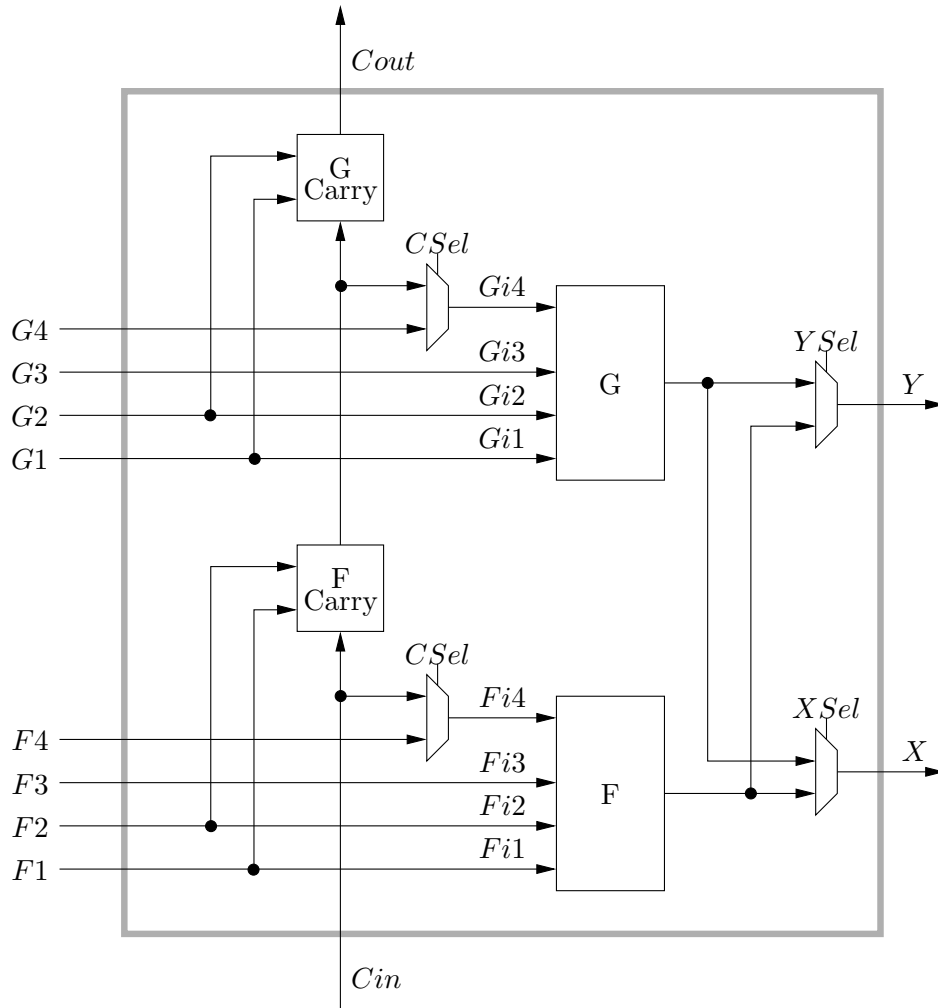 Cout
G
Carry
CSel
Gi4
G4
YSel
Gi3
G3
G
Y
Gi2
G2
Gi1
G1
F
Carry
CSel
Fi4
XSel
F4
X
Fi3
F3
F
Fi2
F2
Fi1
F1
Cin